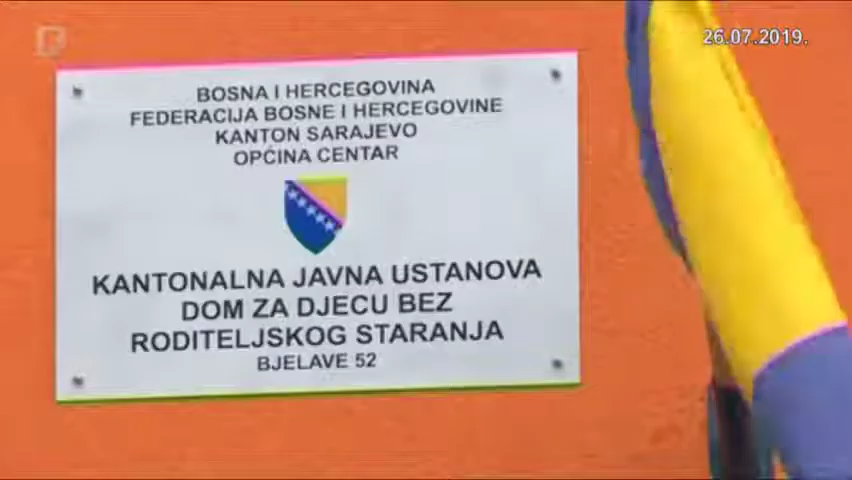 26.07.2019.
BOSNA I HERCEGOVINA
FEDERACIJA BOSNE I HERCEGOVINE
KANTON SARAJEVO
OPĆINA CENTAR
KANTONALNA JAVNA USTANOVA
DOM ZA DJECU BEZ
RODITELJSKOG STARANJA
BJELAVE 52